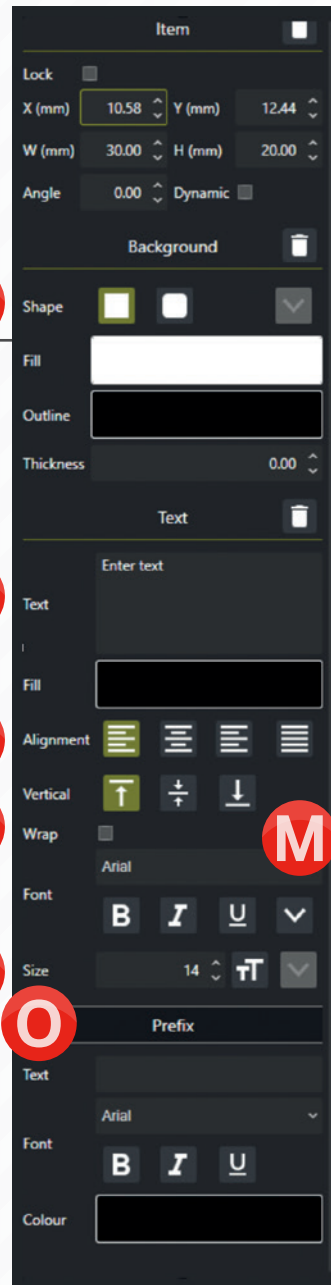 Item
Lock
X (mm) 10.58 Y (mm) 12.44
W (mm) 30.00 H (mm) 20.00
Angle 0.00 Dynamic
Background
Shape
Fill
Outline
Thickness 0.00
Text
Enter text
Text
Fill
Alignment
Vertical
Wrap
M
Arial
Font
B I U
Size 14 TT
O
Prefix
Text
Arial
Font
B I U
Colour